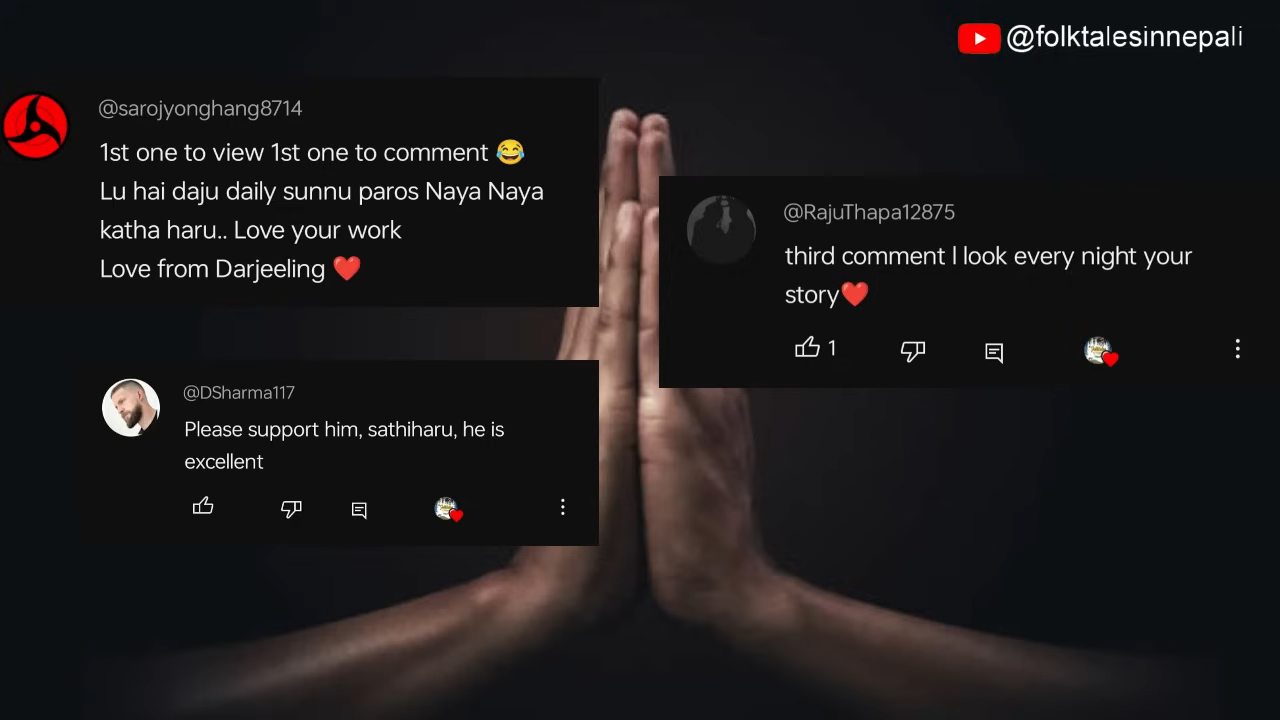 @folktalesinnepali
@sarojyonghang8714
1st one to view 1st one to comment 😂
Lu hai daju daily sunnu paros Naya Naya
katha haru.. Love your work
Love from Darjeeling ❤️
@RajuThapa12875
third comment I look every night your
story❤️
1
@DSharma117
Please support him, sathiharu, he is
excellent